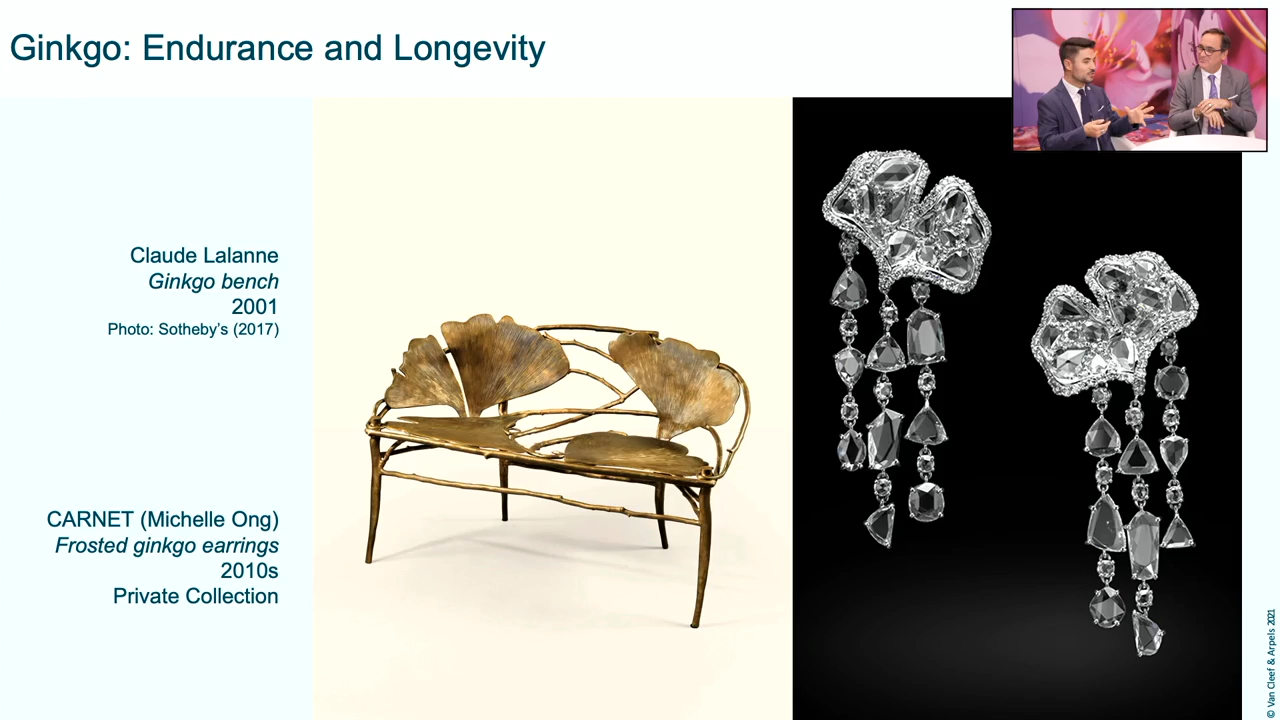 Ginkgo: Endurance and Longevity
Claude Lalanne
Ginkgo bench
2001
Photo: Sotheby's (2017)
CARNET (Michelle Ong)
Frosted ginkgo earrings
2010s
Private Collection
© Van Cleef & Arpels 2021